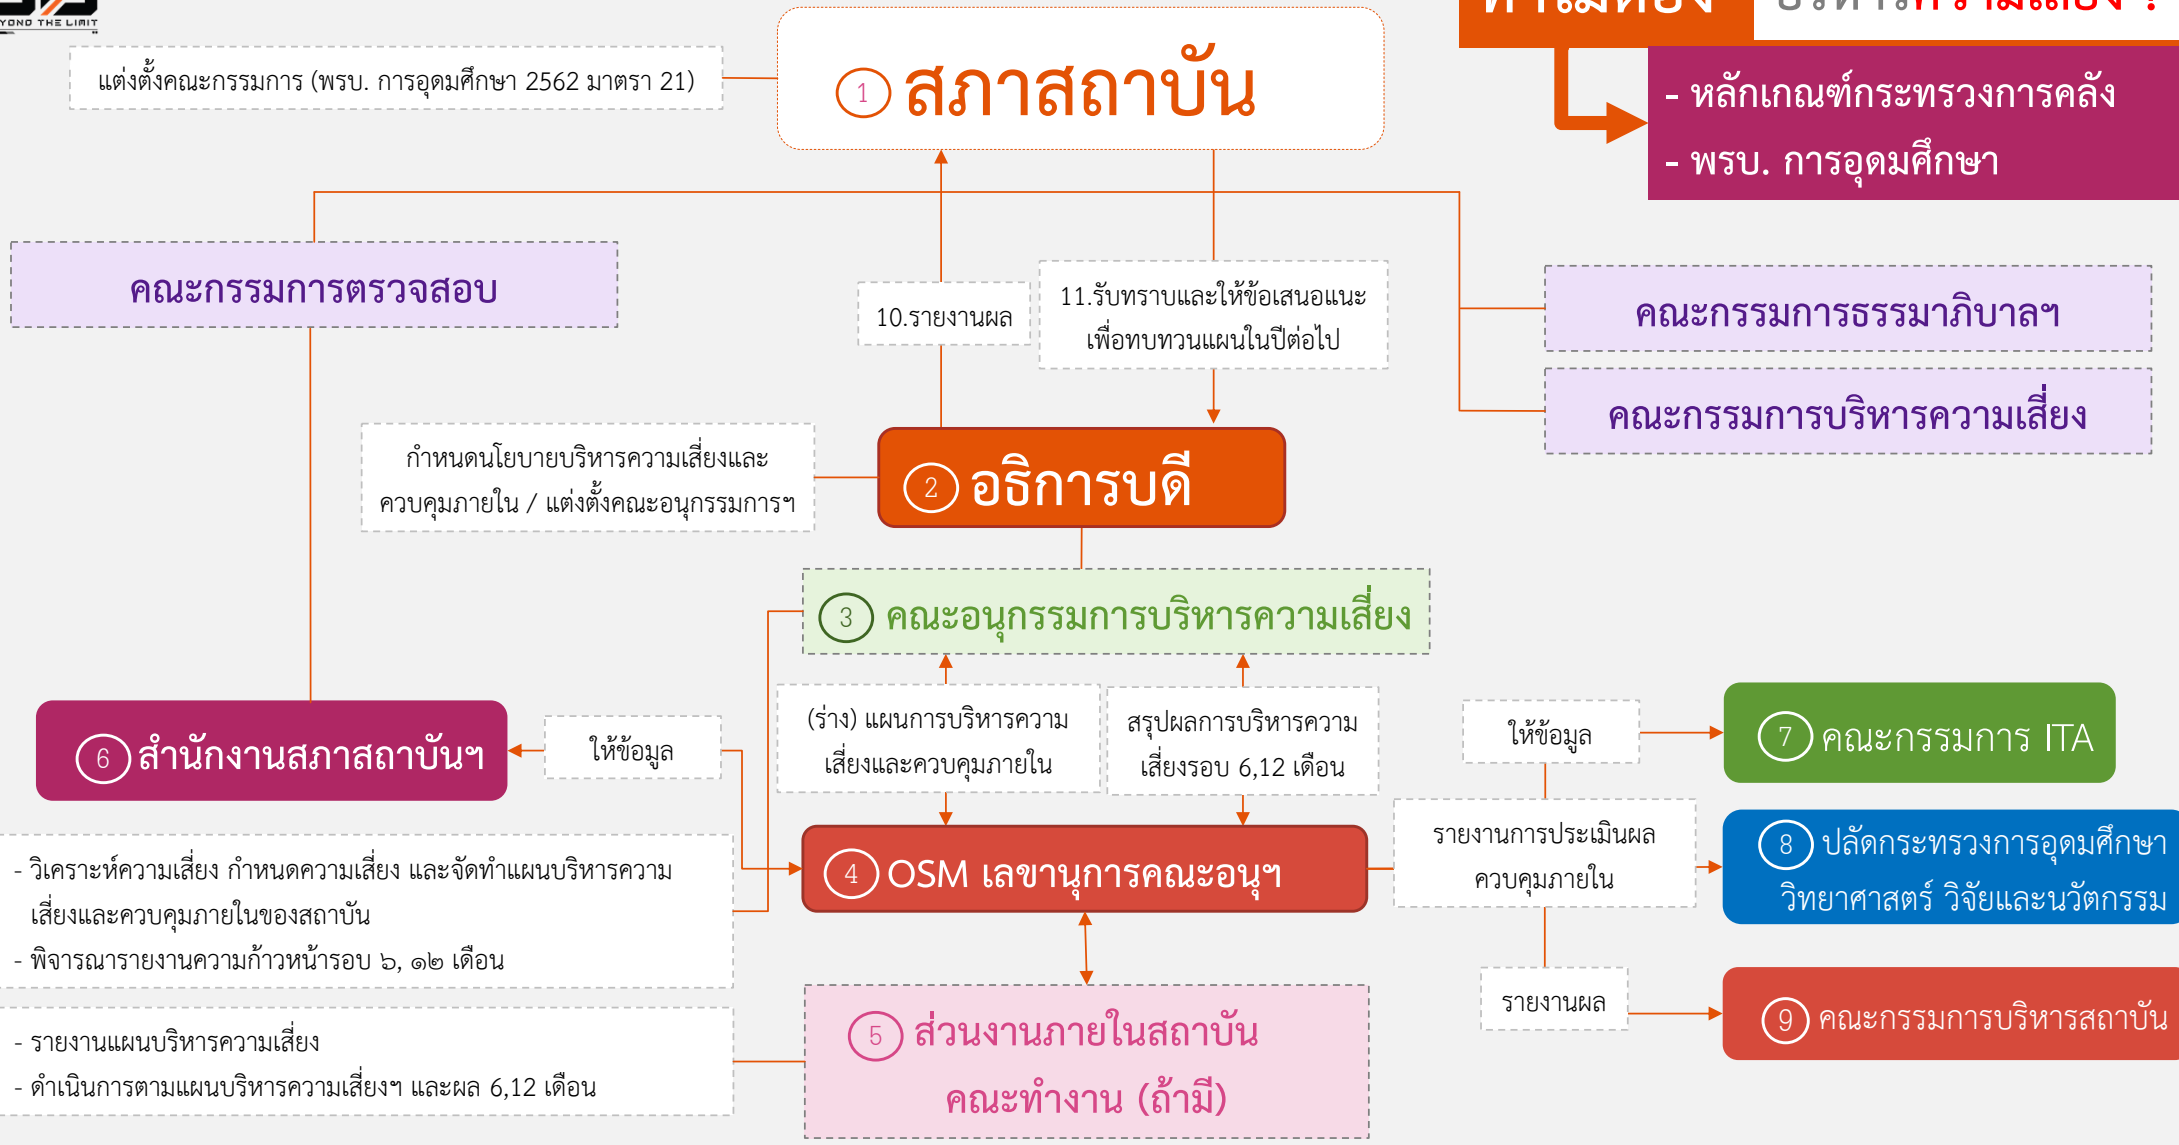 BEYOND THE LIMIT
แต่งตั้งคณะกรรมการ (พรบ. การอุดมศึกษา 2562 มาตรา 21)
1 สภาสถาบัน
ทำไมต้อง
บริหารความเสี่ยง ?
- หลักเกณฑ์กระทรวงการคลัง
- พรบ. การอุดมศึกษา
คณะกรรมการตรวจสอบ
10.รายงานผล
11.รับทราบและให้ข้อเสนอแนะ
เพื่อทบทวนแผนในปีต่อไป
คณะกรรมการธรรมาภิบาลฯ
คณะกรรมการบริหารความเสี่ยง
กำหนดนโยบายบริหารความเสี่ยงและ
ควบคุมภายใน / แต่งตั้งคณะอนุกรรมการฯ
2 อธิการบดี
3 คณะอนุกรรมการบริหารความเสี่ยง
(ร่าง) แผนการบริหารความ
เสี่ยงและควบคุมภายใน
สรุปผลการบริหารความ
เสี่ยงรอบ 6,12 เดือน
6 สำนักงานสภาสถาบันฯ
ให้ข้อมูล
ให้ข้อมูล
7 คณะกรรมการ ITA
4 OSM เลขานุการคณะอนุฯ
รายงานการประเมินผล
ควบคุมภายใน
8 ปลัดกระทรวงการอุดมศึกษา
วิทยาศาสตร์ วิจัยและนวัตกรรม
- วิเคราะห์ความเสี่ยง กำหนดความเสี่ยง และจัดทำแผนบริหารความ
เสี่ยงและควบคุมภายในของสถาบัน
- พิจารณารายงานความก้าวหน้ารอบ ๖, ๑๒ เดือน
รายงานผล
9 คณะกรรมการบริหารสถาบัน
- รายงานแผนบริหารความเสี่ยง
- ดำเนินการตามแผนบริหารความเสี่ยงฯ และผล 6,12 เดือน
5 ส่วนงานภายในสถาบัน
คณะทำงาน (ถ้ามี)